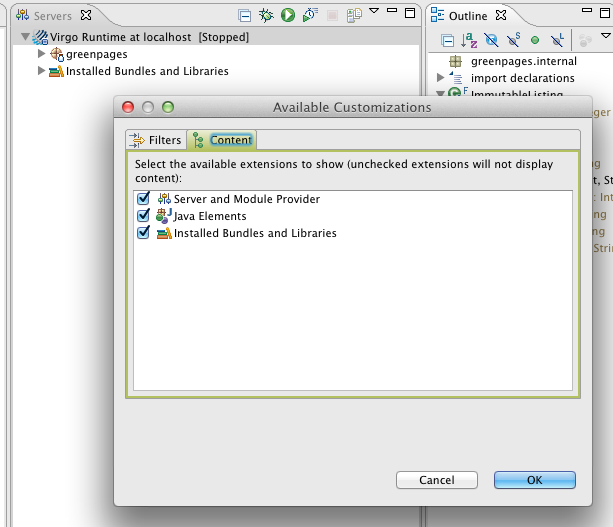 Servers
Outline
Virgo Runtime at localhost [Stopped]
greenpages
Installed Bundles and Libraries
greenpages.internal
import declarations
ImmutableListing
Available Customizations
Filters
Content
Select the available extensions to show (unchecked extensions will not display
content):
Server and Module Provider
Java Elements
Installed Bundles and Libraries
Cancel
OK